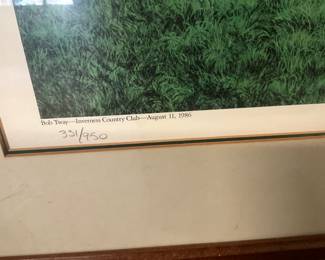 Bob Tway—Inverness Country Club—August 11, 1986
331/950